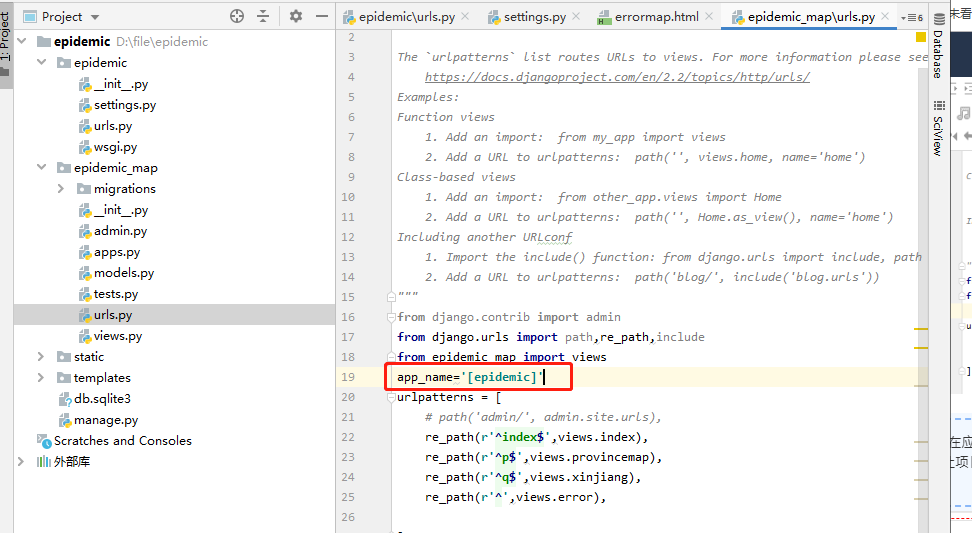 1: Project
Project
epidemic D:\file\epidemic
epidemic
__init__.py
settings.py
urls.py
wsgi.py
epidemic_map
migrations
__init__.py
admin.py
apps.py
models.py
tests.py
urls.py
views.py
static
templates
db.sqlite3
manage.py
Scratches and Consoles
外部库
epidemic\urls.py
settings.py
errormap.html
epidemic_map\urls.py
6
2
3 The `urlpatterns` list routes URLs to views. For more information please see
4 https://docs.djangoproject.com/en/2.2/topics/http/urls/
5 Examples:
6 Function views
7 1. Add an import:  from my_app import views
8 2. Add a URL to urlpatterns:  path('', views.home, name='home')
9 Class-based views
10 1. Add an import:  from other_app.views import Home
11 2. Add a URL to urlpatterns:  path('', Home.as_view(), name='home')
12 Including another URLconf
13 1. Import the include() function: from django.urls import include, path
14 2. Add a URL to urlpatterns:  path('blog/', include('blog.urls'))
15 """
16 from django.contrib import admin
17 from django.urls import path,re_path,include
18 from epidemic_map import views
19 app_name='[epidemic]'
20 urlpatterns = [
21 # path('admin/', admin.site.urls),
22 re_path(r'^index$',views.index),
23 re_path(r'^p$',views.provincemap),
24 re_path(r'^q$',views.xinjiang),
25 re_path(r'^',views.error),
26
Database
SciView
未看
在应